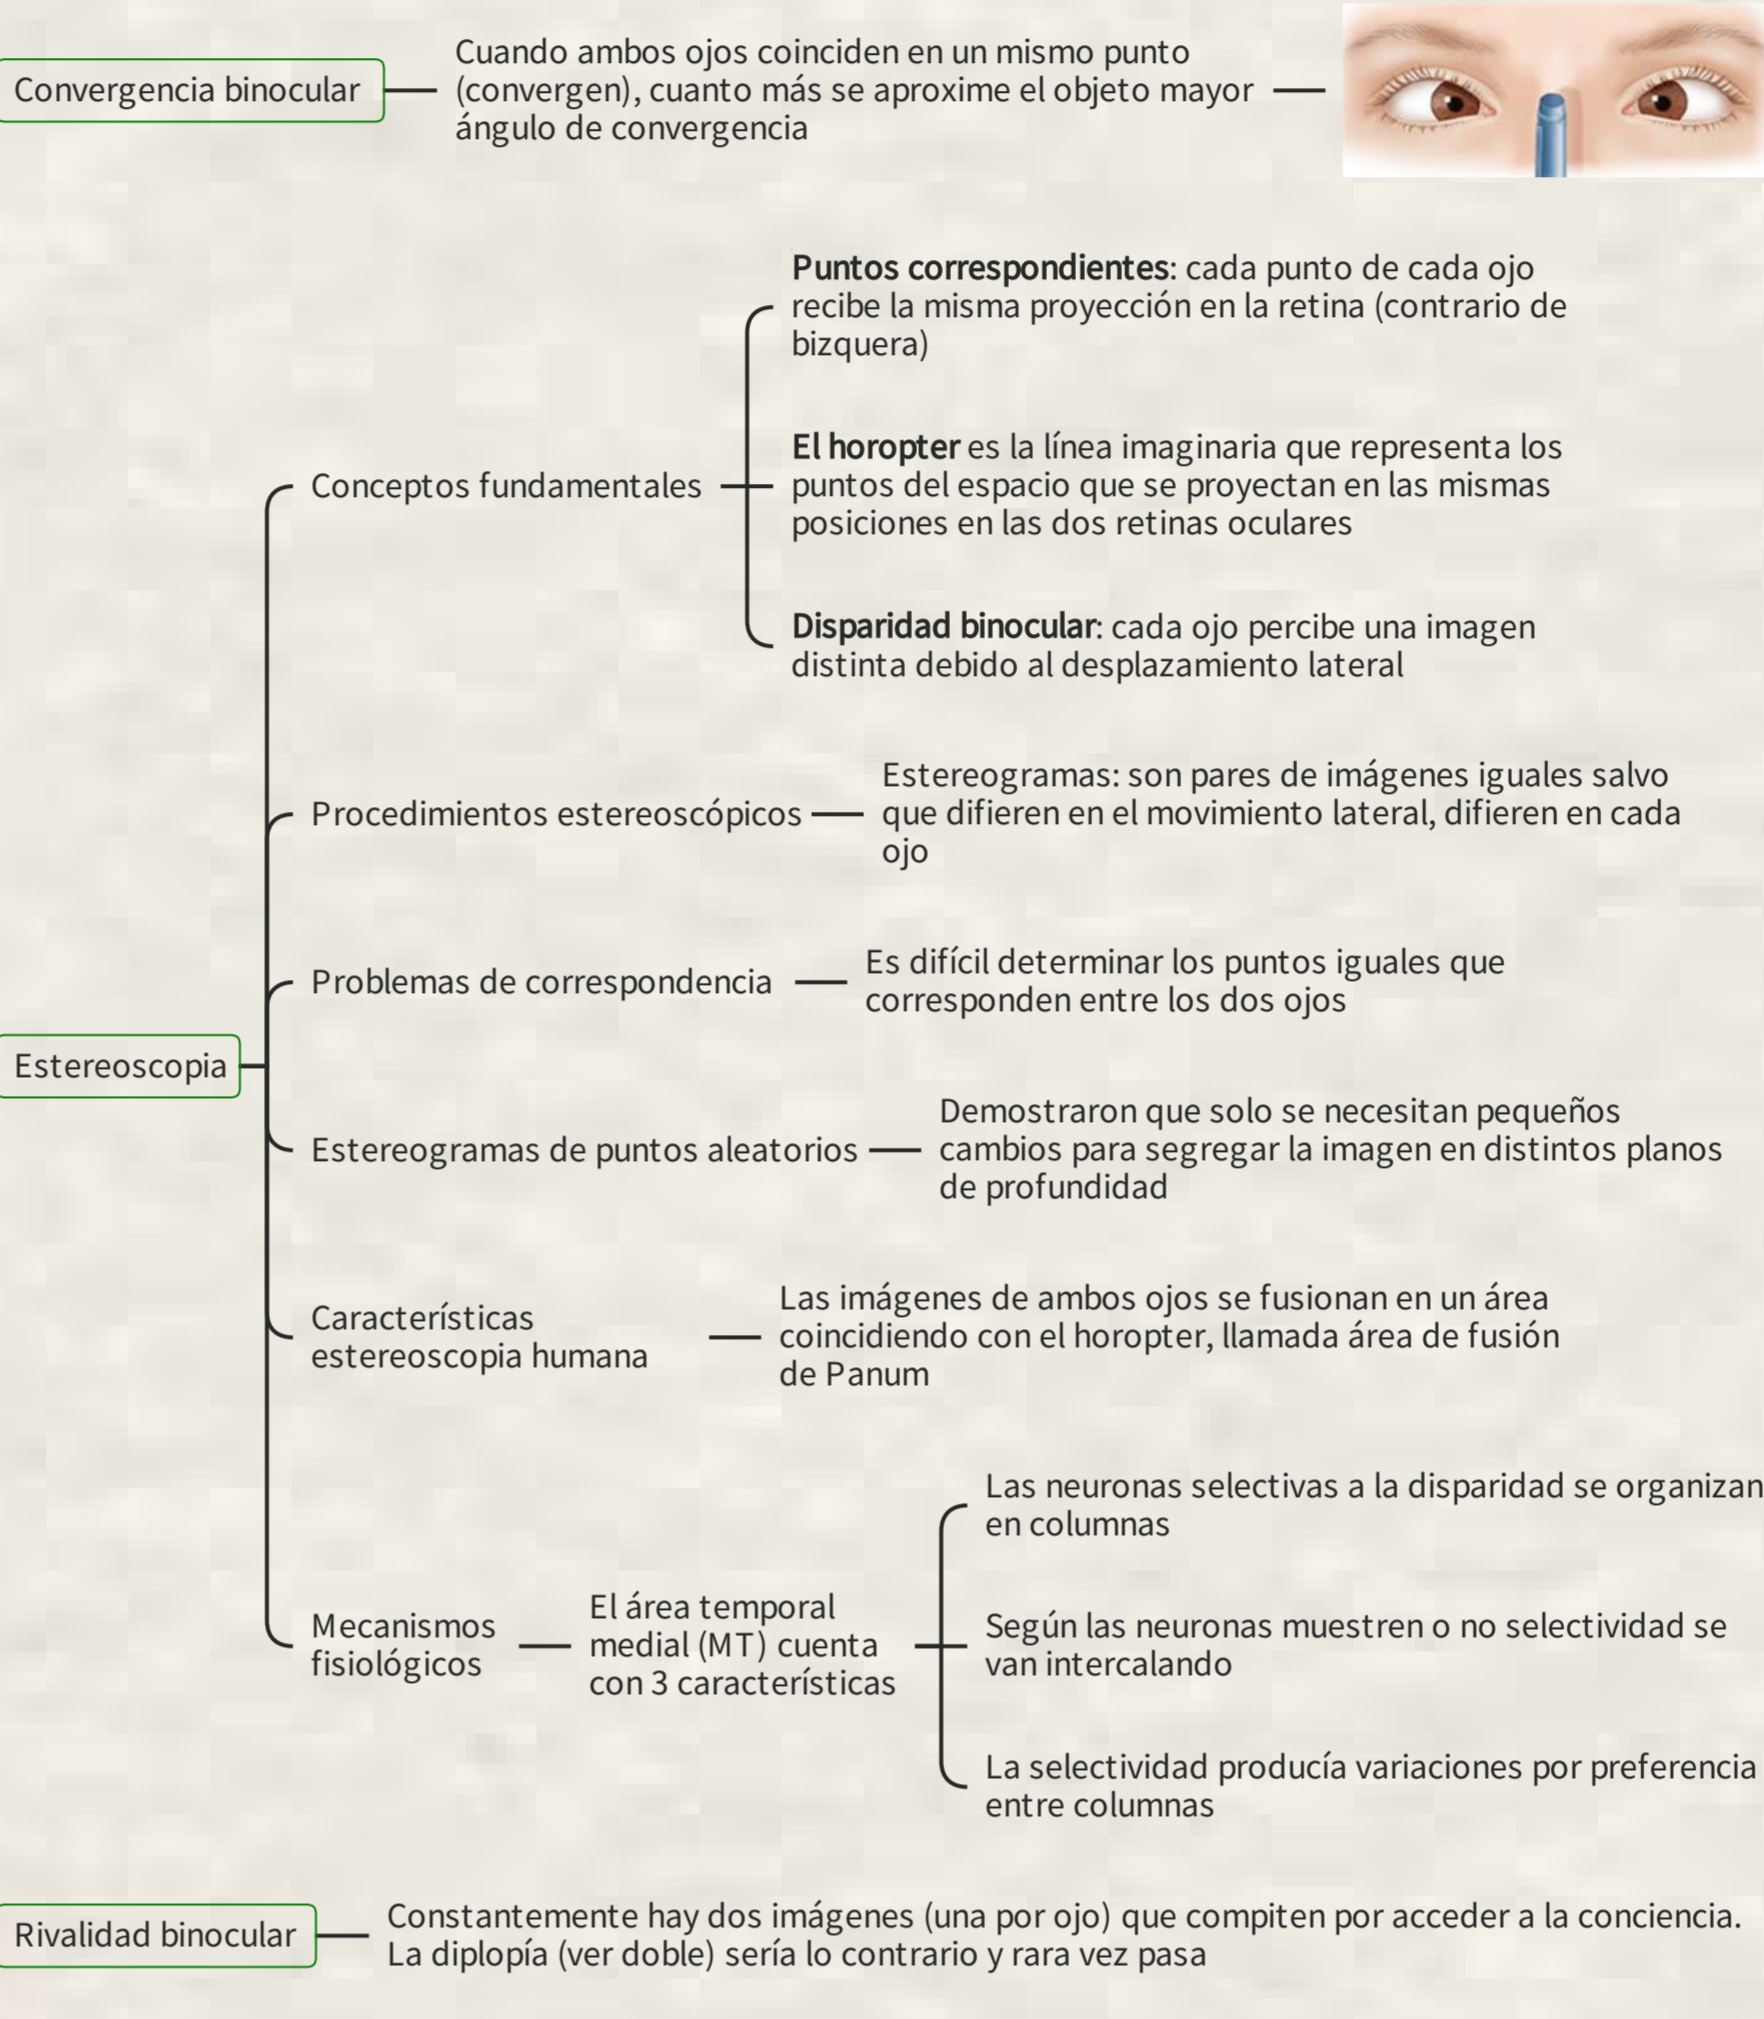 Convergencia binocular
Cuando ambos ojos coinciden en un mismo punto
(convergen), cuanto más se aproxime el objeto mayor
ángulo de convergencia
Puntos correspondientes: cada punto de cada ojo
recibe la misma proyección en la retina (contrario de
bizquera)
Conceptos fundamentales
El horopter es la línea imaginaria que representa los
puntos del espacio que se proyectan en las mismas
posiciones en las dos retinas oculares
Disparidad binocular: cada ojo percibe una imagen
distinta debido al desplazamiento lateral
Procedimientos estereoscópicos
Estereogramas: son pares de imágenes iguales salvo
que difieren en el movimiento lateral, difieren en cada
ojo
Problemas de correspondencia
Es difícil determinar los puntos iguales que
corresponden entre los dos ojos
Estereoscopia
Estereogramas de puntos aleatorios
Demostraron que solo se necesitan pequeños
cambios para segregar la imagen en distintos planos
de profundidad
Características
estereoscopia humana
Las imágenes de ambos ojos se fusionan en un área
coincidiendo con el horopter, llamada área de fusión
de Panum
Mecanismos
fisiológicos
El área temporal
medial (MT) cuenta
con 3 características
Las neuronas selectivas a la disparidad se organizan
en columnas
Según las neuronas muestren o no selectividad se
van intercalando
La selectividad producía variaciones por preferencia
entre columnas
Rivalidad binocular
Constantemente hay dos imágenes (una por ojo) que compiten por acceder a la conciencia.
La diplopía (ver doble) sería lo contrario y rara vez pasa